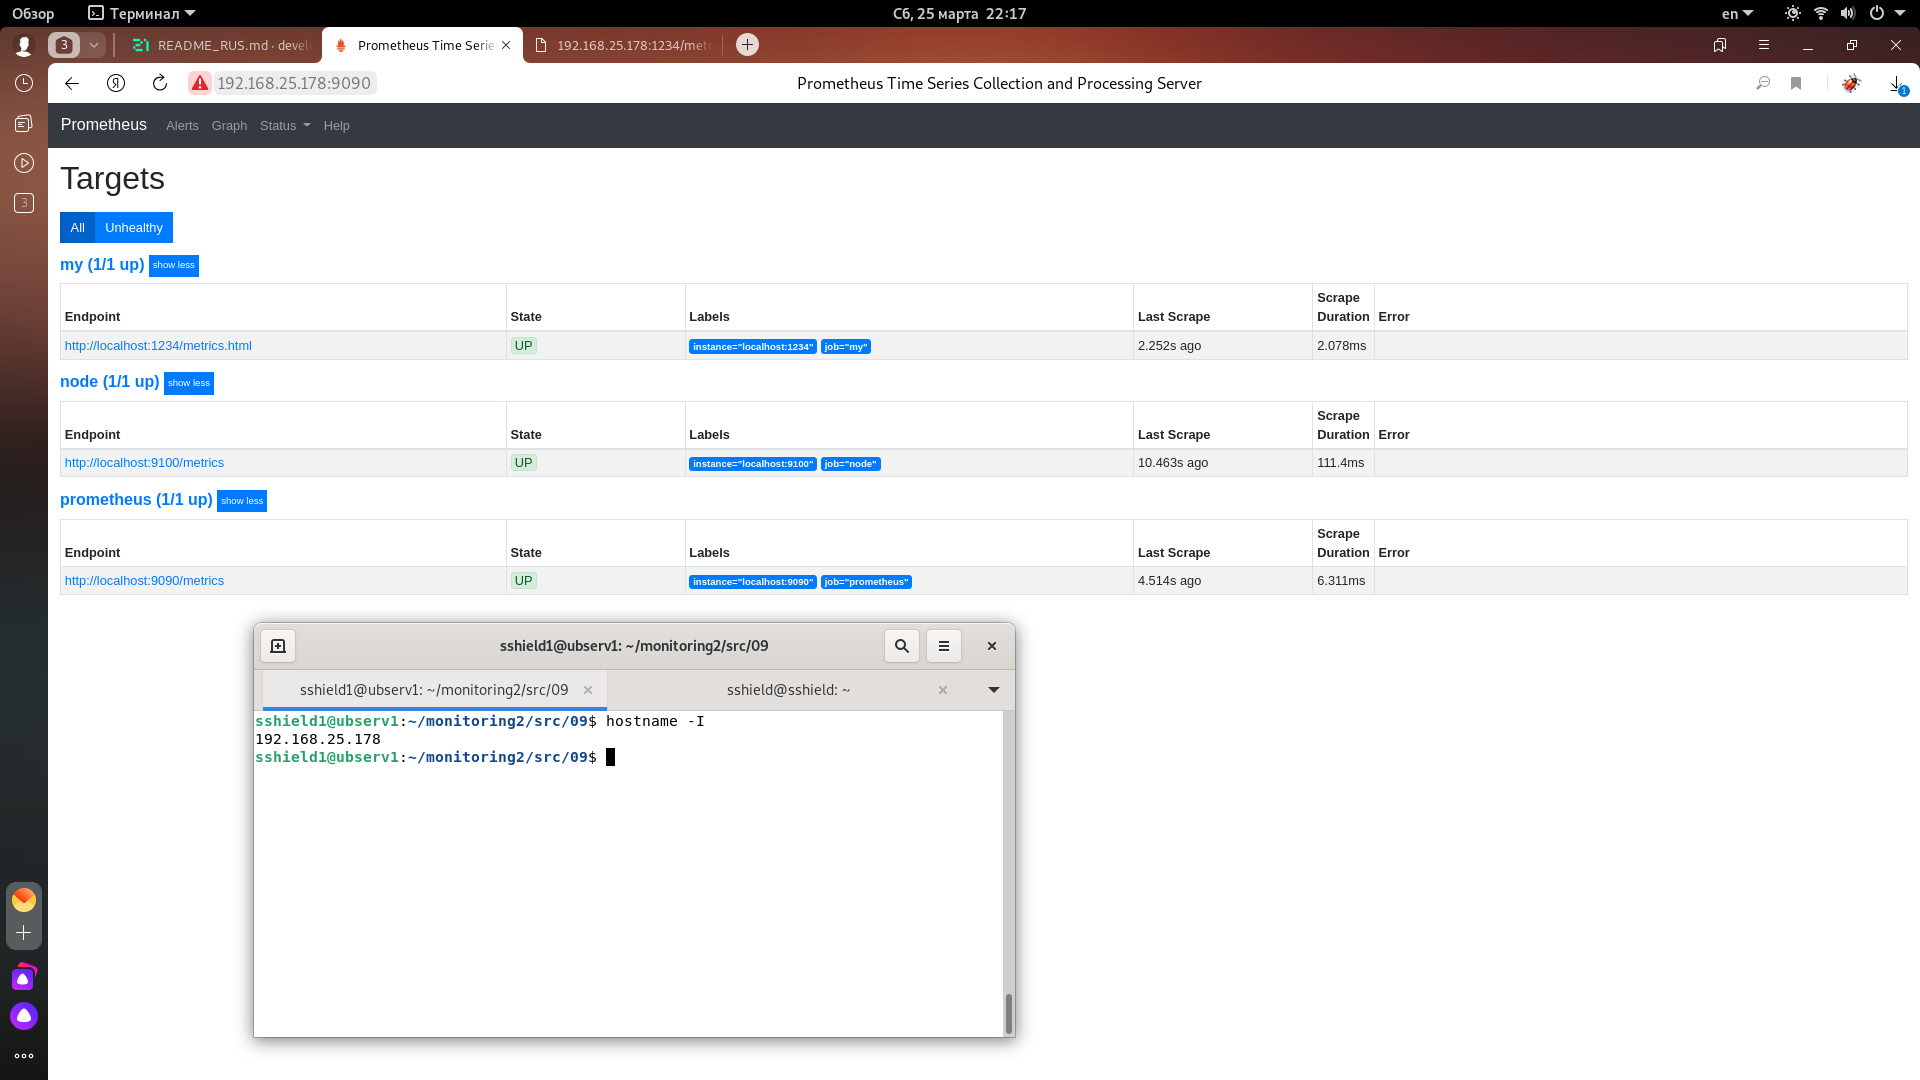 Обзор Терминал Сб, 25 марта 22:17 en
3 README_RUS.md · devel Prometheus Time Serie 192.168.25.178:1234/metr
Я 192.168.25.178:9090 Prometheus Time Series Collection and Processing Server 1
Prometheus Alerts Graph Status Help
3
Targets
All Unhealthy
my (1/1 up) show less
Endpoint State Labels Last Scrape Scrape Duration Error
http://localhost:1234/metrics.html UP instance="localhost:1234" job="my" 2.252s ago 2.078ms
node (1/1 up) show less
Endpoint State Labels Last Scrape Scrape Duration Error
http://localhost:9100/metrics UP instance="localhost:9100" job="node" 10.463s ago 111.4ms
prometheus (1/1 up) show less
Endpoint State Labels Last Scrape Scrape Duration Error
http://localhost:9090/metrics UP instance="localhost:9090" job="prometheus" 4.514s ago 6.311ms
sshield1@ubserv1: ~/monitoring2/src/09
sshield1@ubserv1: ~/monitoring2/src/09 sshield@sshield: ~
sshield1@ubserv1:~/monitoring2/src/09$ hostname -I
192.168.25.178
sshield1@ubserv1:~/monitoring2/src/09$